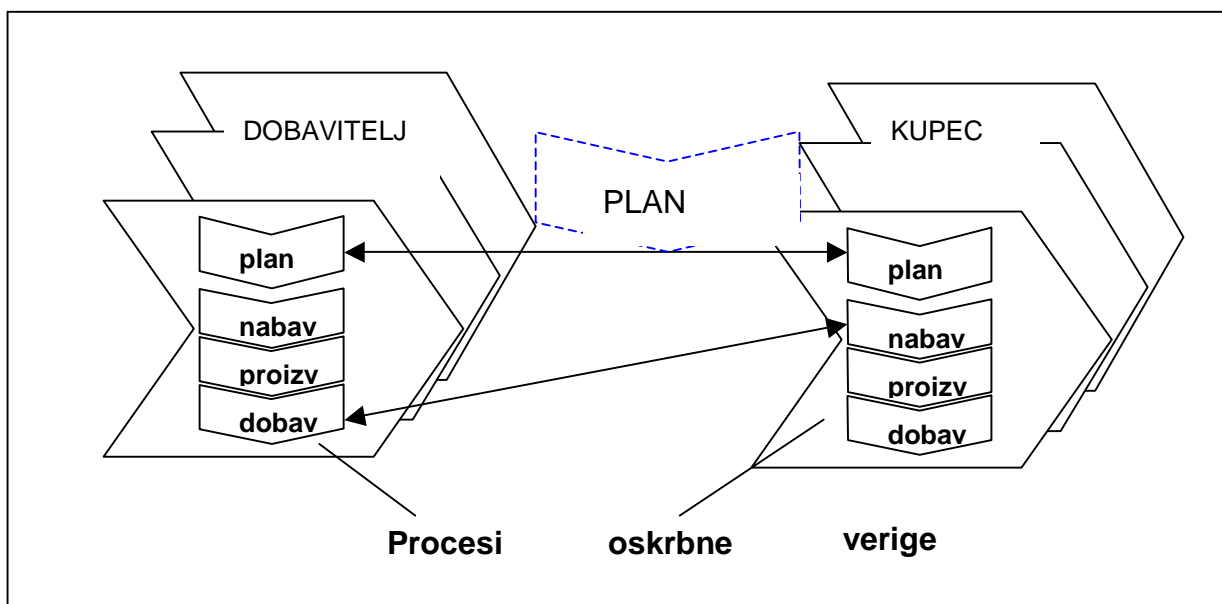 DOBAVITELJ
KUPEC
PLAN
plan
nabav
proizv
dobav
plan
nabav
proizv
dobav
Procesi oskrbne verige